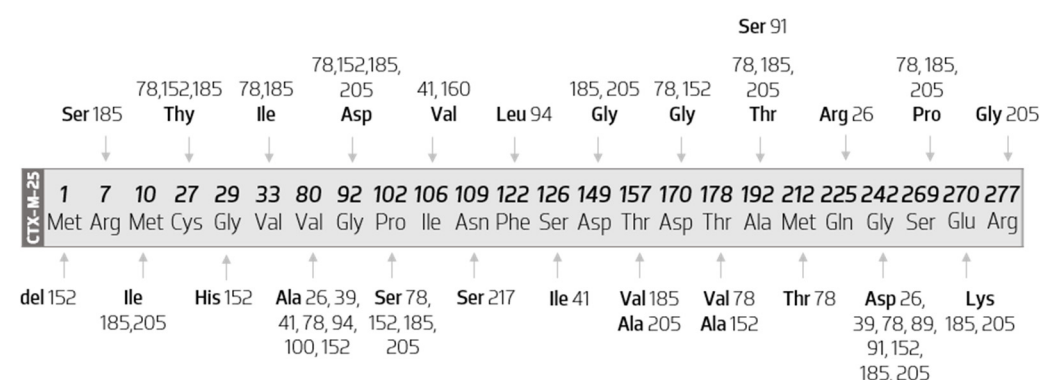 Ser 91
78,152,185,
205
78,152,185
78,185
41,160
185,205
78,152
78,185,
205
78,185,
205
Ser 185
Thy
Ile
Asp
Val
Leu 94
Gly
Gly
Thr
Arg 26
Pro
Gly 205
CTX-M-25
1 7 10 27 29 33 80 92 102 106 109 122 126 149 157 170 178 192 212 225 242 269 270 277
Met Arg Met Cys Gly Val Val Gly Pro Ile Asn Phe Ser Asp Thr Asp Thr Ala Met Gln Gly Ser Glu Arg
del 152
Ile
185,205
His 152
Ala 26, 39,
41, 78, 94,
100, 152
Ser 78,
152,185,
205
Ser 217
Ile 41
Val 185
Ala 205
Val 78
Ala 152
Thr 78
Asp 26,
39, 78, 89,
91, 152,
185, 205
Lys
185, 205